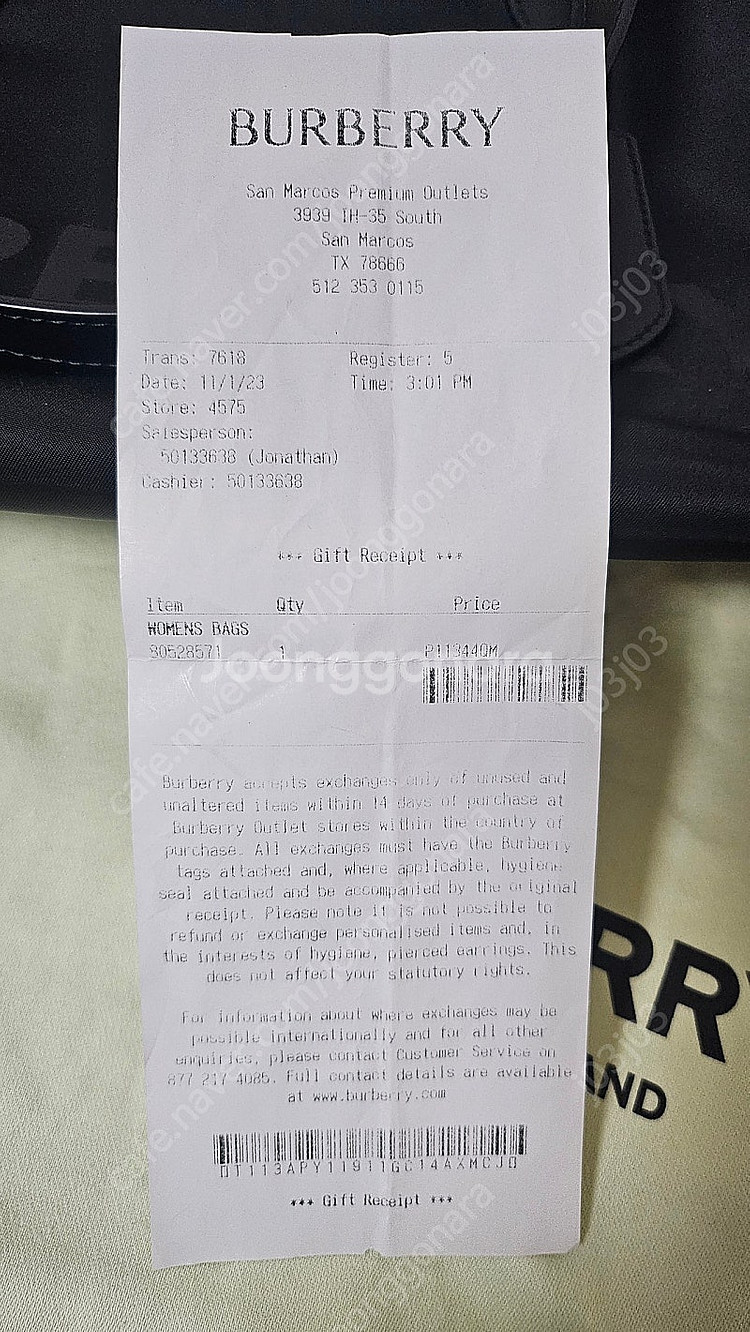 BURBERRY
San Marcos Premium Outlets
3939 IH-35 South
San Marcos
TX 78666
512 353 0115
Trans: 7618 Register: 5
Date: 11/1/23 Time: 3:01 PM
Store: 4575
Salesperson:
50133638 (Jonathan)
Cashier: 50133638
*** Gift Receipt ***
Item Qty Price
WOMENS BAGS
80528571 1 P113440M
Joonggonara
Burberry accepts exchanges only of unused and
unaltered items within 14 days of purchase at
Burberry Outlet stores within the country of
purchase. All exchanges must have the Burberry
tags attached and, where applicable, hygiene
seal attached and be accompanied by the original
receipt. Please note it is not possible to
refund or exchange personalised items and, in
the interests of hygiene, pierced earrings. This
does not affect your statutory rights.
For information about where exchanges may be
possible internationally and for all other
enquiries, please contact Customer Service on
877 217 4085. Full contact details are available
at www.burberry.com
*** Gift Receipt ***
RRY
AND
cafe.naver.com/joonggonara
j03j03